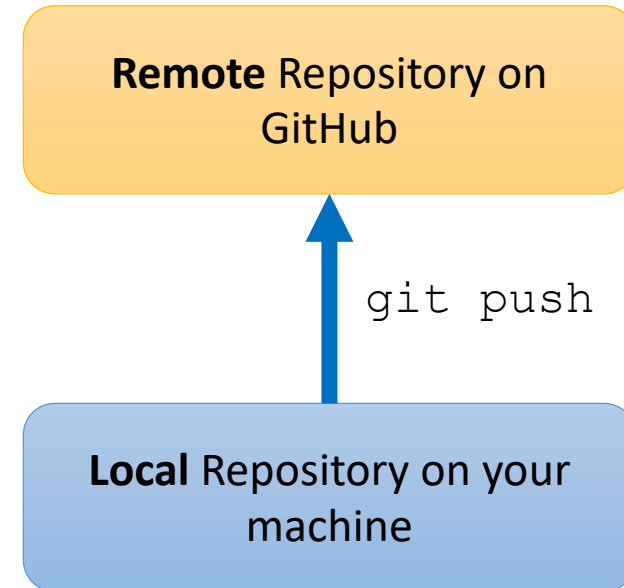 Remote Repository on
GitHub
git push
Local Repository on your
machine